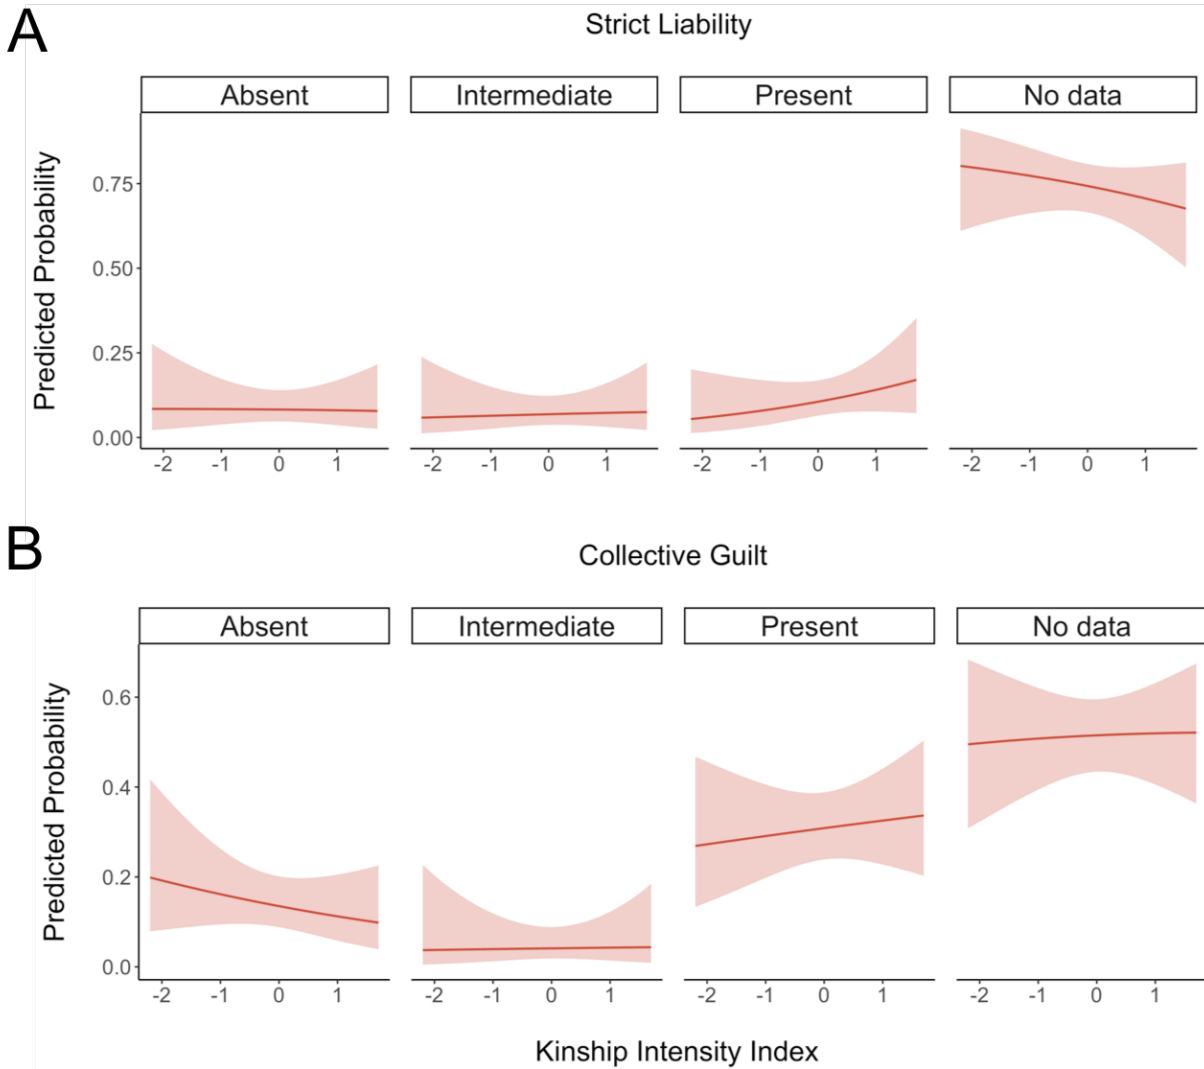 A
Strict Liability
Absent Intermediate Present No data
Predicted Probability
0.75
0.50
0.25
0.00
-2 -1 0 1 -2 -1 0 1 -2 -1 0 1 -2 -1 0 1
B
Collective Guilt
Absent Intermediate Present No data
Predicted Probability
0.6
0.4
0.2
0.0
-2 -1 0 1 -2 -1 0 1 -2 -1 0 1 -2 -1 0 1
Kinship Intensity Index